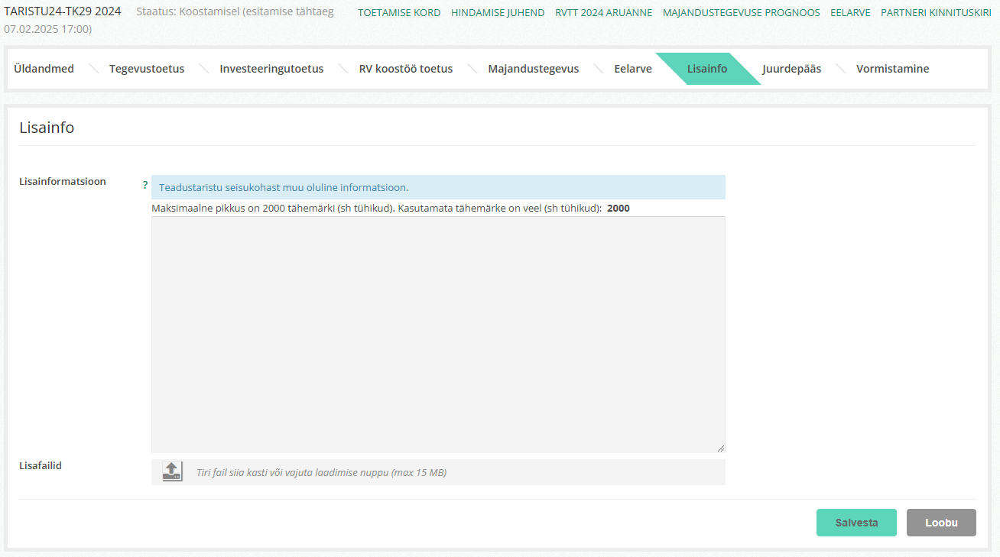 TARISTU24-TK29 2024 Staatus: Koostamisel (esitamise tähtaeg
07.02.2025 17:00)
TOETAMISE KORD HINDAMISE JUHEND RVTT 2024 ARUANNE MAJANDUSTEGEVUSE PROGNOOS EELARVE PARTNERI KINNITUSKIRI
Üldandmed Tegevustoetus Investeeringutoetus RV koostöö toetus Majandustegevus Eelarve Lisainfo Juurdepääs Vormistamine
Lisainfo
Lisainformatsioon ? Teadustaristu seisukohast muu oluline informatsioon.
Maksimaalne pikkus on 2000 tähemärki (sh tühikud). Kasutamata tähemärke on veel (sh tühikud): 2000
Lisafailid Tiri fail siia kasti või vajuta laadimise nuppu (max 15 MB)
Salvesta Loobu